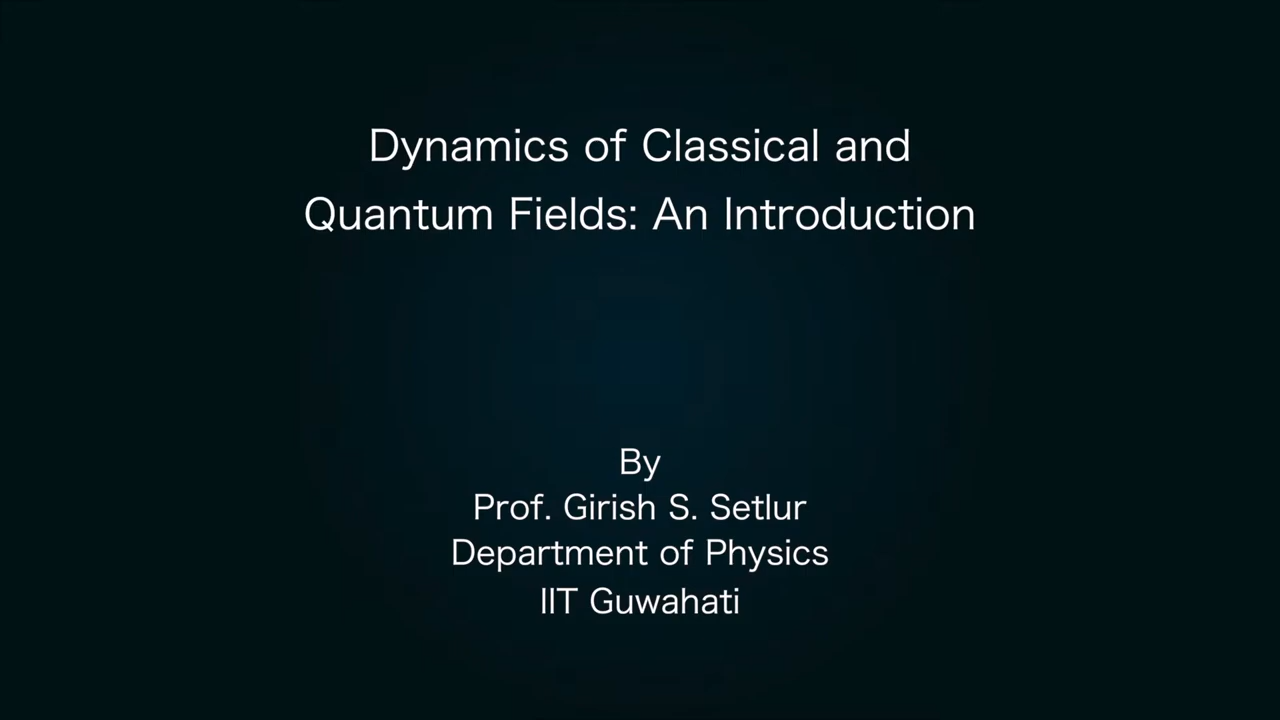 Dynamics of Classical and
Quantum Fields: An Introduction
By
Prof. Girish S. Setlur
Department of Physics
IIT Guwahati